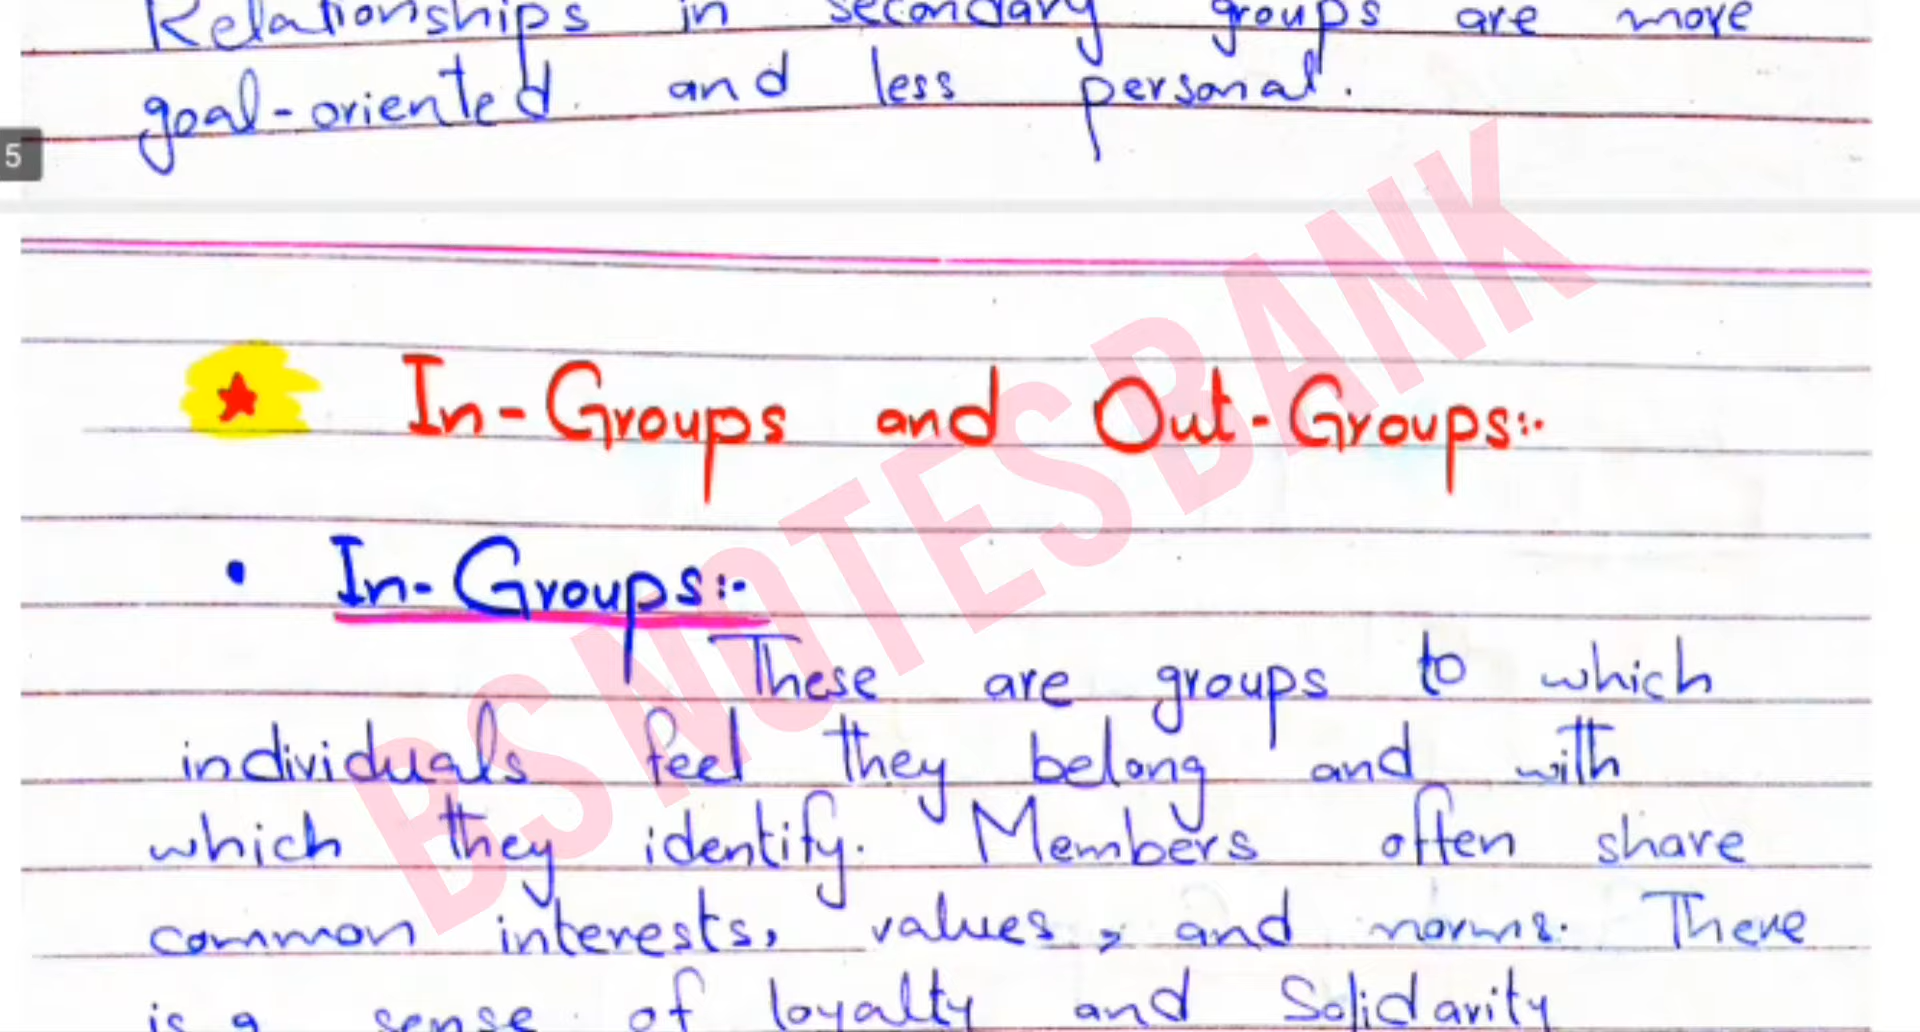 Relationships in secondary groups are more
goal-oriented and less personal.
5
In-Groups and Out-Groups:-
• In-Groups:-
These are groups to which
individuals feel they belong and with
which they identify. Members often share
common interests, values, and norms. There
is a sense of loyalty and Solidarity
BSNOTESBANK